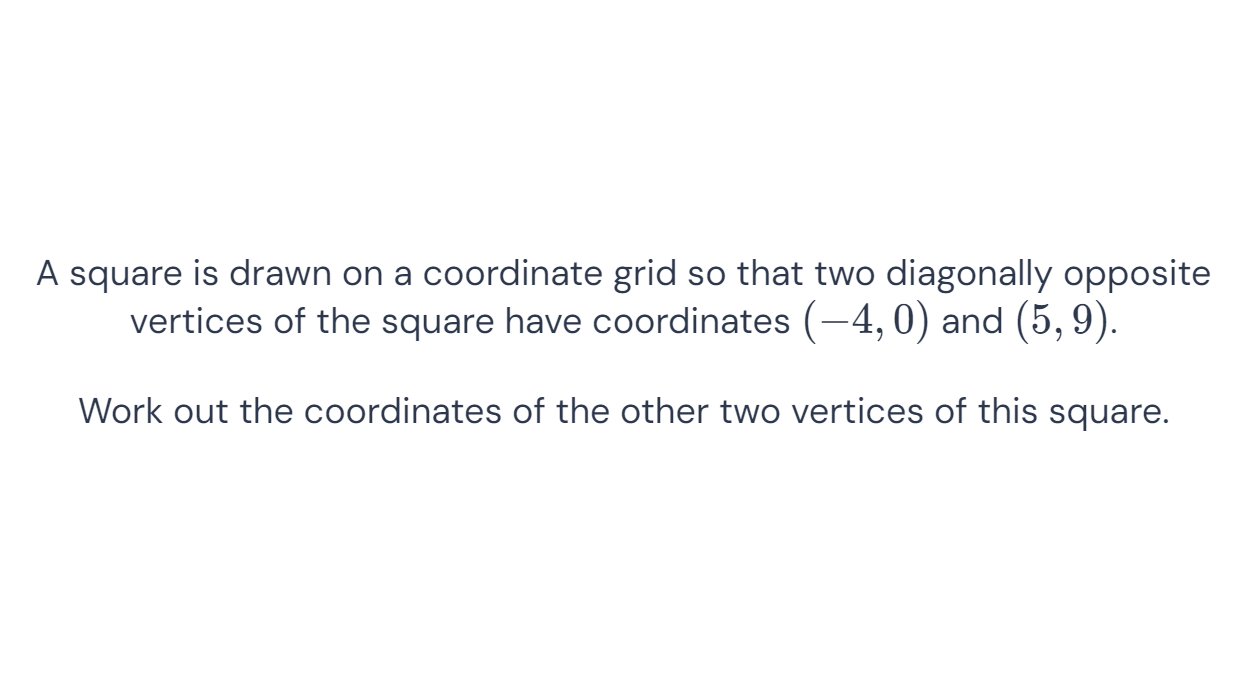 A square is drawn on a coordinate grid so that two diagonally opposite
vertices of the square have coordinates (−4, 0) and (5, 9).
Work out the coordinates of the other two vertices of this square.